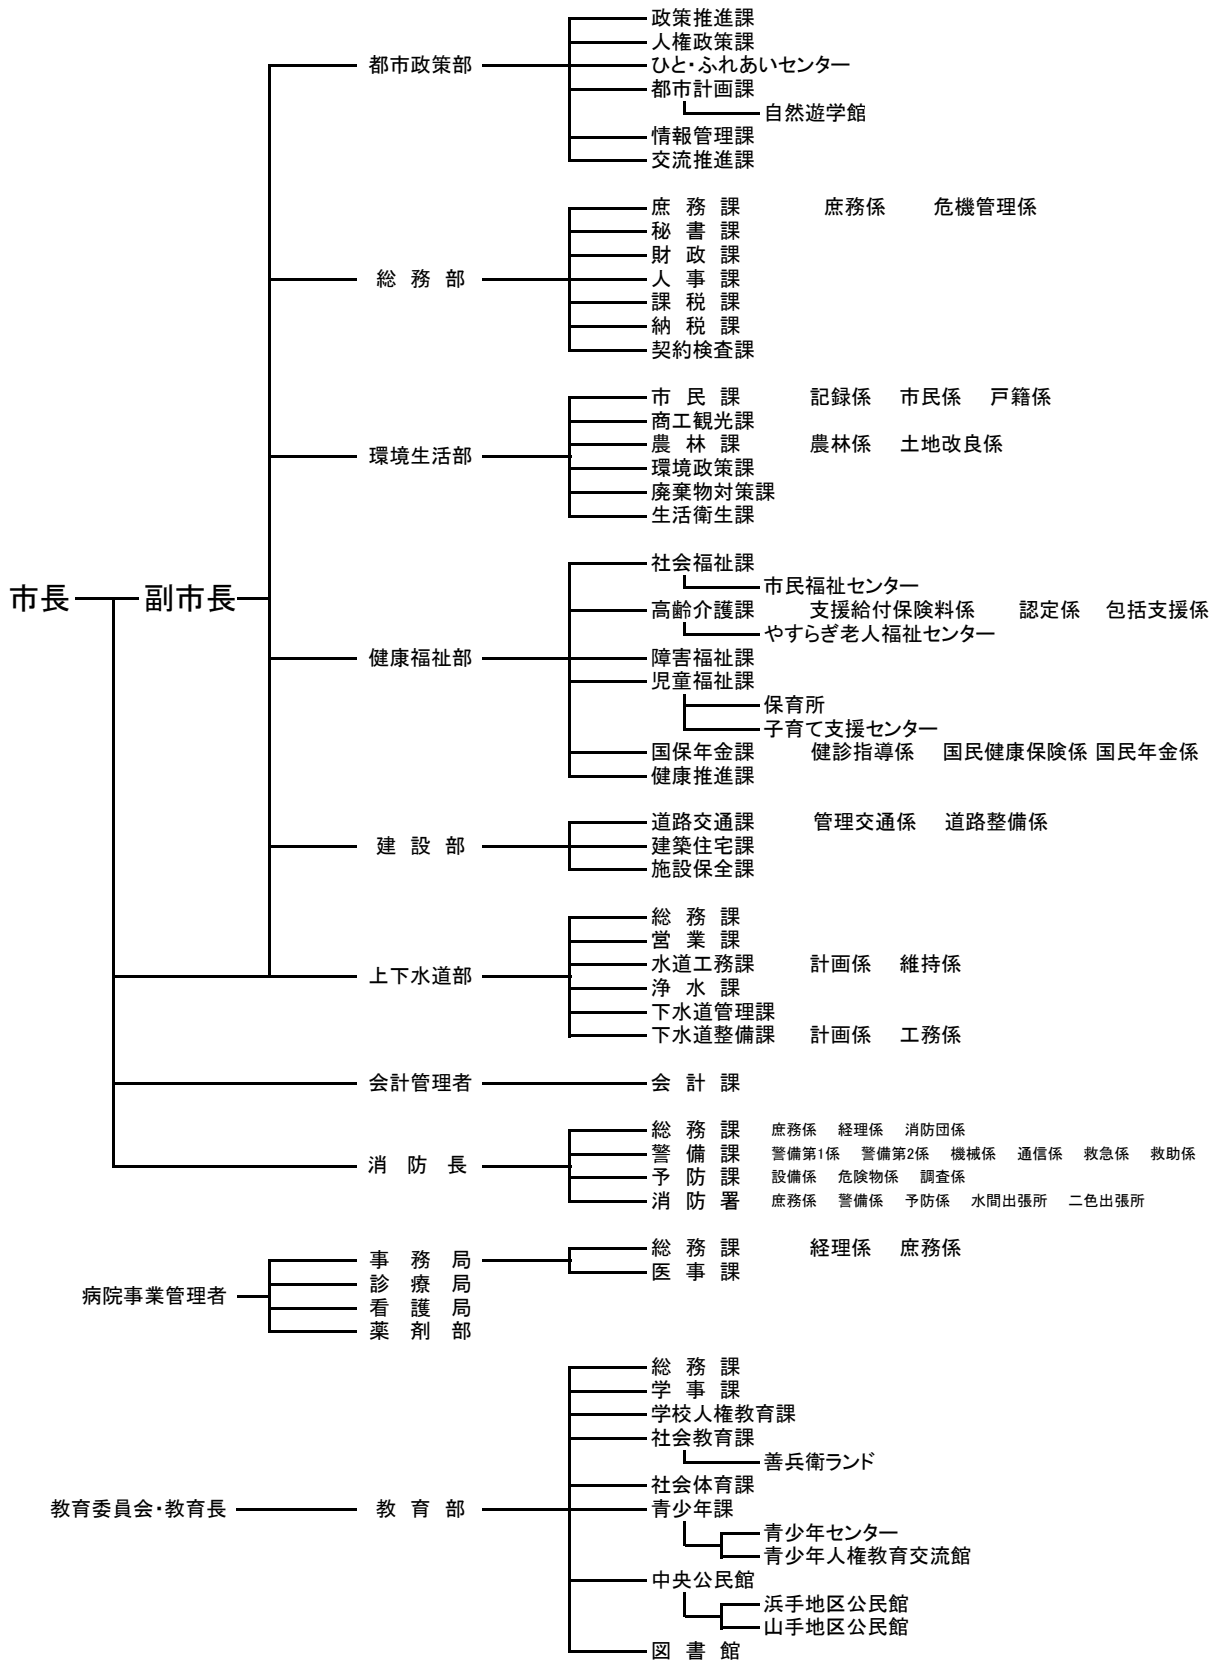 政策推進課
人権政策課
都市政策部 ひと・ふれあいセンター
都市計画課
自然遊学館
情報管理課
交流推進課
庶務課 庶務係 危機管理係
秘書課
財政課
総務部 人事課
課税課
納税課
契約検査課
市民課 記録係 市民係 戸籍係
商工観光課
農林課 農林係 土地改良係
環境生活部
環境政策課
廃棄物対策課
生活衛生課
社会福祉課
市民福祉センター
市長 副市長
高齢介護課 支援給付保険料係 認定係 包括支援係
やすらぎ老人福祉センター
健康福祉部 障害福祉課
児童福祉課
保育所
子育て支援センター
国保年金課 健診指導係 国民健康保険係 国民年金係
健康推進課
道路交通課 管理交通係 道路整備係
建設部 建築住宅課
施設保全課
総務課
営業課
水道工務課 計画係 維持係
上下水道部
浄水課
下水道管理課
下水道整備課 計画係 工務係
会計管理者 会計課
総務課 庶務係 経理係 消防団係
警備課 警備第1係 警備第2係 機械係 通信係 救急係 救助係
消防長
予防課 設備係 危険物係 調査係
消防署 庶務係 警備係 予防係 水間出張所 二色出張所
総務課 経理係 庶務係
事務局
医事課
診療局
病院事業管理者
看護局
薬剤部
総務課
学事課
学校人権教育課
社会教育課
善兵衛ランド
社会体育課
教育委員会・教育長 教育部 青少年課
青少年センター
青少年人権教育交流館
中央公民館
浜手地区公民館
山手地区公民館
図書館